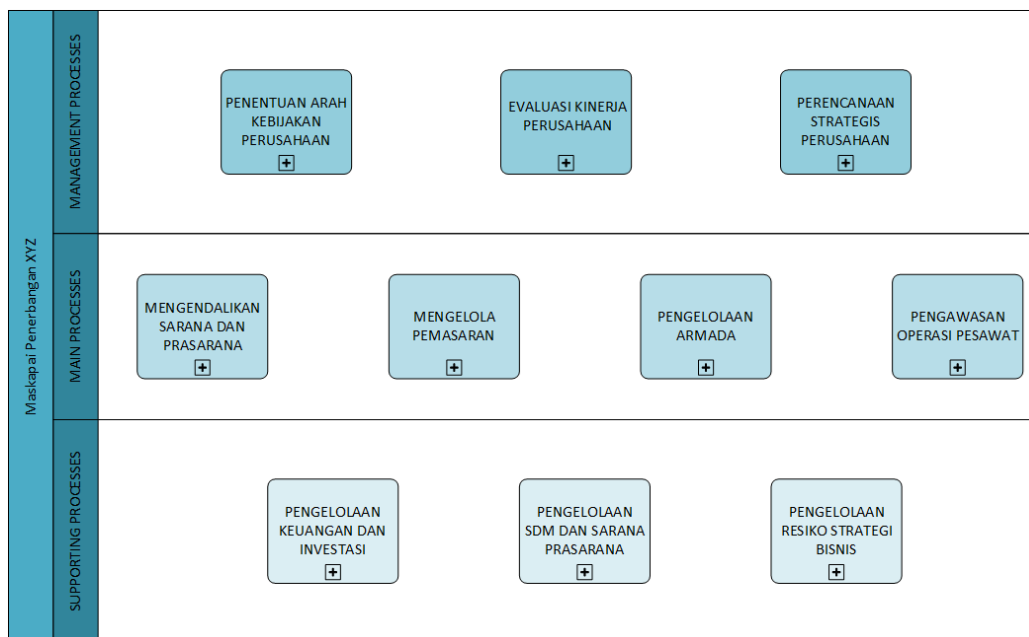 Maskapai Penerbangan XYZ
MANAGEMENT PROCESSES
PENENTUAN ARAH
KEBIJAKAN
PERUSAHAAN
EVALUASI KINERJA
PERUSAHAAN
PERENCANAAN
STRATEGIS
PERUSAHAAN
MAIN PROCESSES
MENGENDALIKAN
SARANA DAN
PRASARANA
MENGELOLA
PEMASARAN
PENGELOLAAN
ARMADA
PENGAWASAN
OPERASI PESAWAT
SUPPORTING PROCESSES
PENGELOLAAN
KEUANGAN DAN
INVESTASI
PENGELOLAAN
SDM DAN SARANA
PRASARANA
PENGELOLAAN
RESIKO STRATEGI
BISNIS